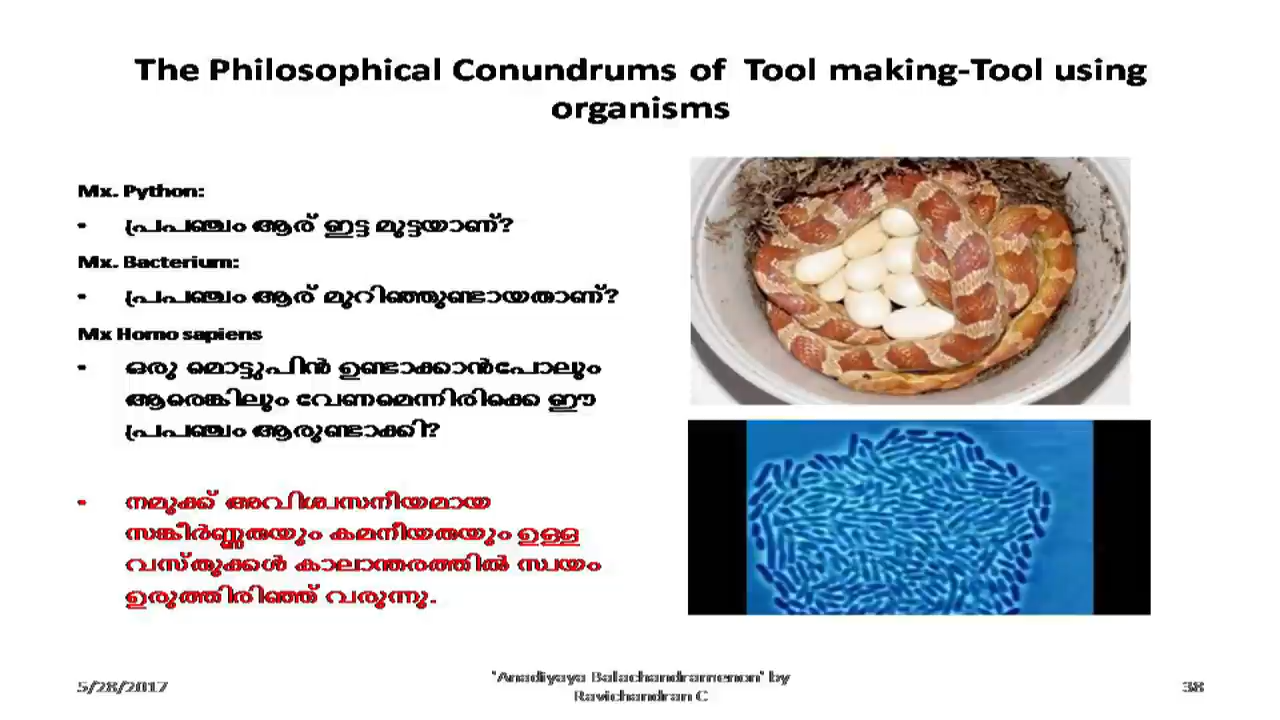 The Philosophical Conundrums of Tool making-Tool using
organisms
Mx. Python:
• പ്രപഞ്ചം ആര് ഇട്ട മുട്ടയാണ്?
Mx. Bacterium:
• പ്രപഞ്ചം ആര് മുറിഞ്ഞുണ്ടായതാണ്?
Mx Homo sapiens
• ഒരു മൊട്ടുപിൻ ഉണ്ടാക്കാൻപോലും
ആരെങ്കിലും വേണമെന്നിരിക്കെ ഈ
പ്രപഞ്ചം ആരുണ്ടാക്കി?
• നമുക്ക് അവിശ്വസനീയമായ
സങ്കീർണ്ണതയും കമനീയതയും ഉള്ള
വസ്തുക്കൾ കാലാന്തരത്തിൽ സ്വയം
ഉരുത്തിരിഞ്ഞ് വരുന്നു.
5/28/2017
'Anadiyaya Balachandramenon' by
Ravichandran C
38